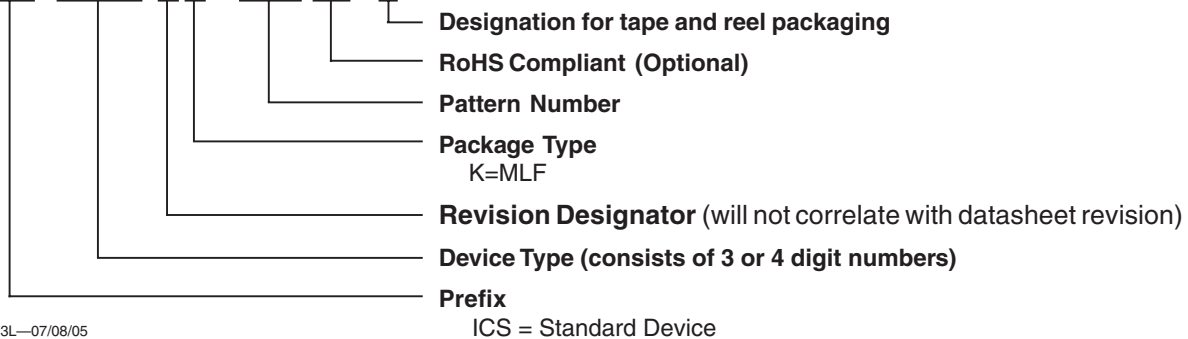 Designation for tape and reel packaging
RoHS Compliant (Optional)
Pattern Number
Package Type
K=MLF
Revision Designator (will not correlate with datasheet revision)
Device Type (consists of 3 or 4 digit numbers)
Prefix
ICS = Standard Device
3L—07/08/05